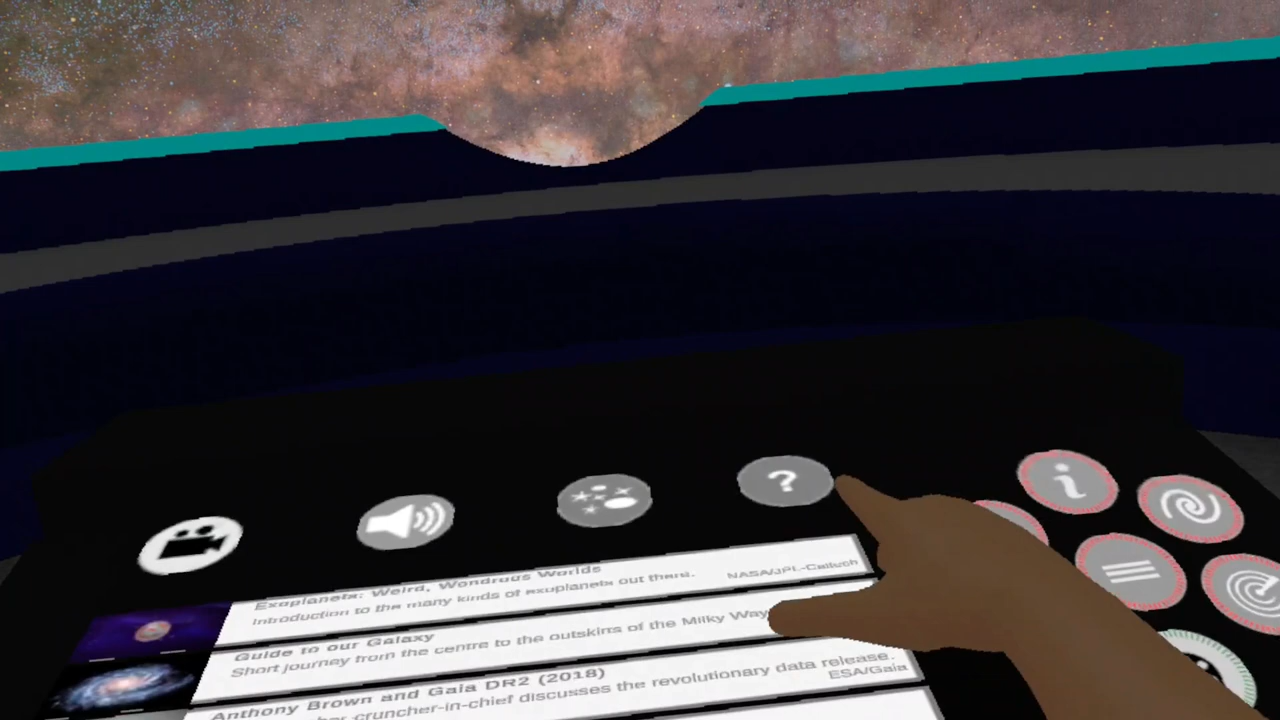 ?
i
Exoplanets: Weird, Wondrous Worlds
Introduction to the many kinds of exoplanets out there.
NASA/JPL-Caltech
Guide to our Galaxy
Short journey from the centre to the outskirts of the Milky Way
Anthony Brown and Gaia DR2 (2018)
cruncher-in-chief discusses the revolutionary data release.
ESA/Gaia